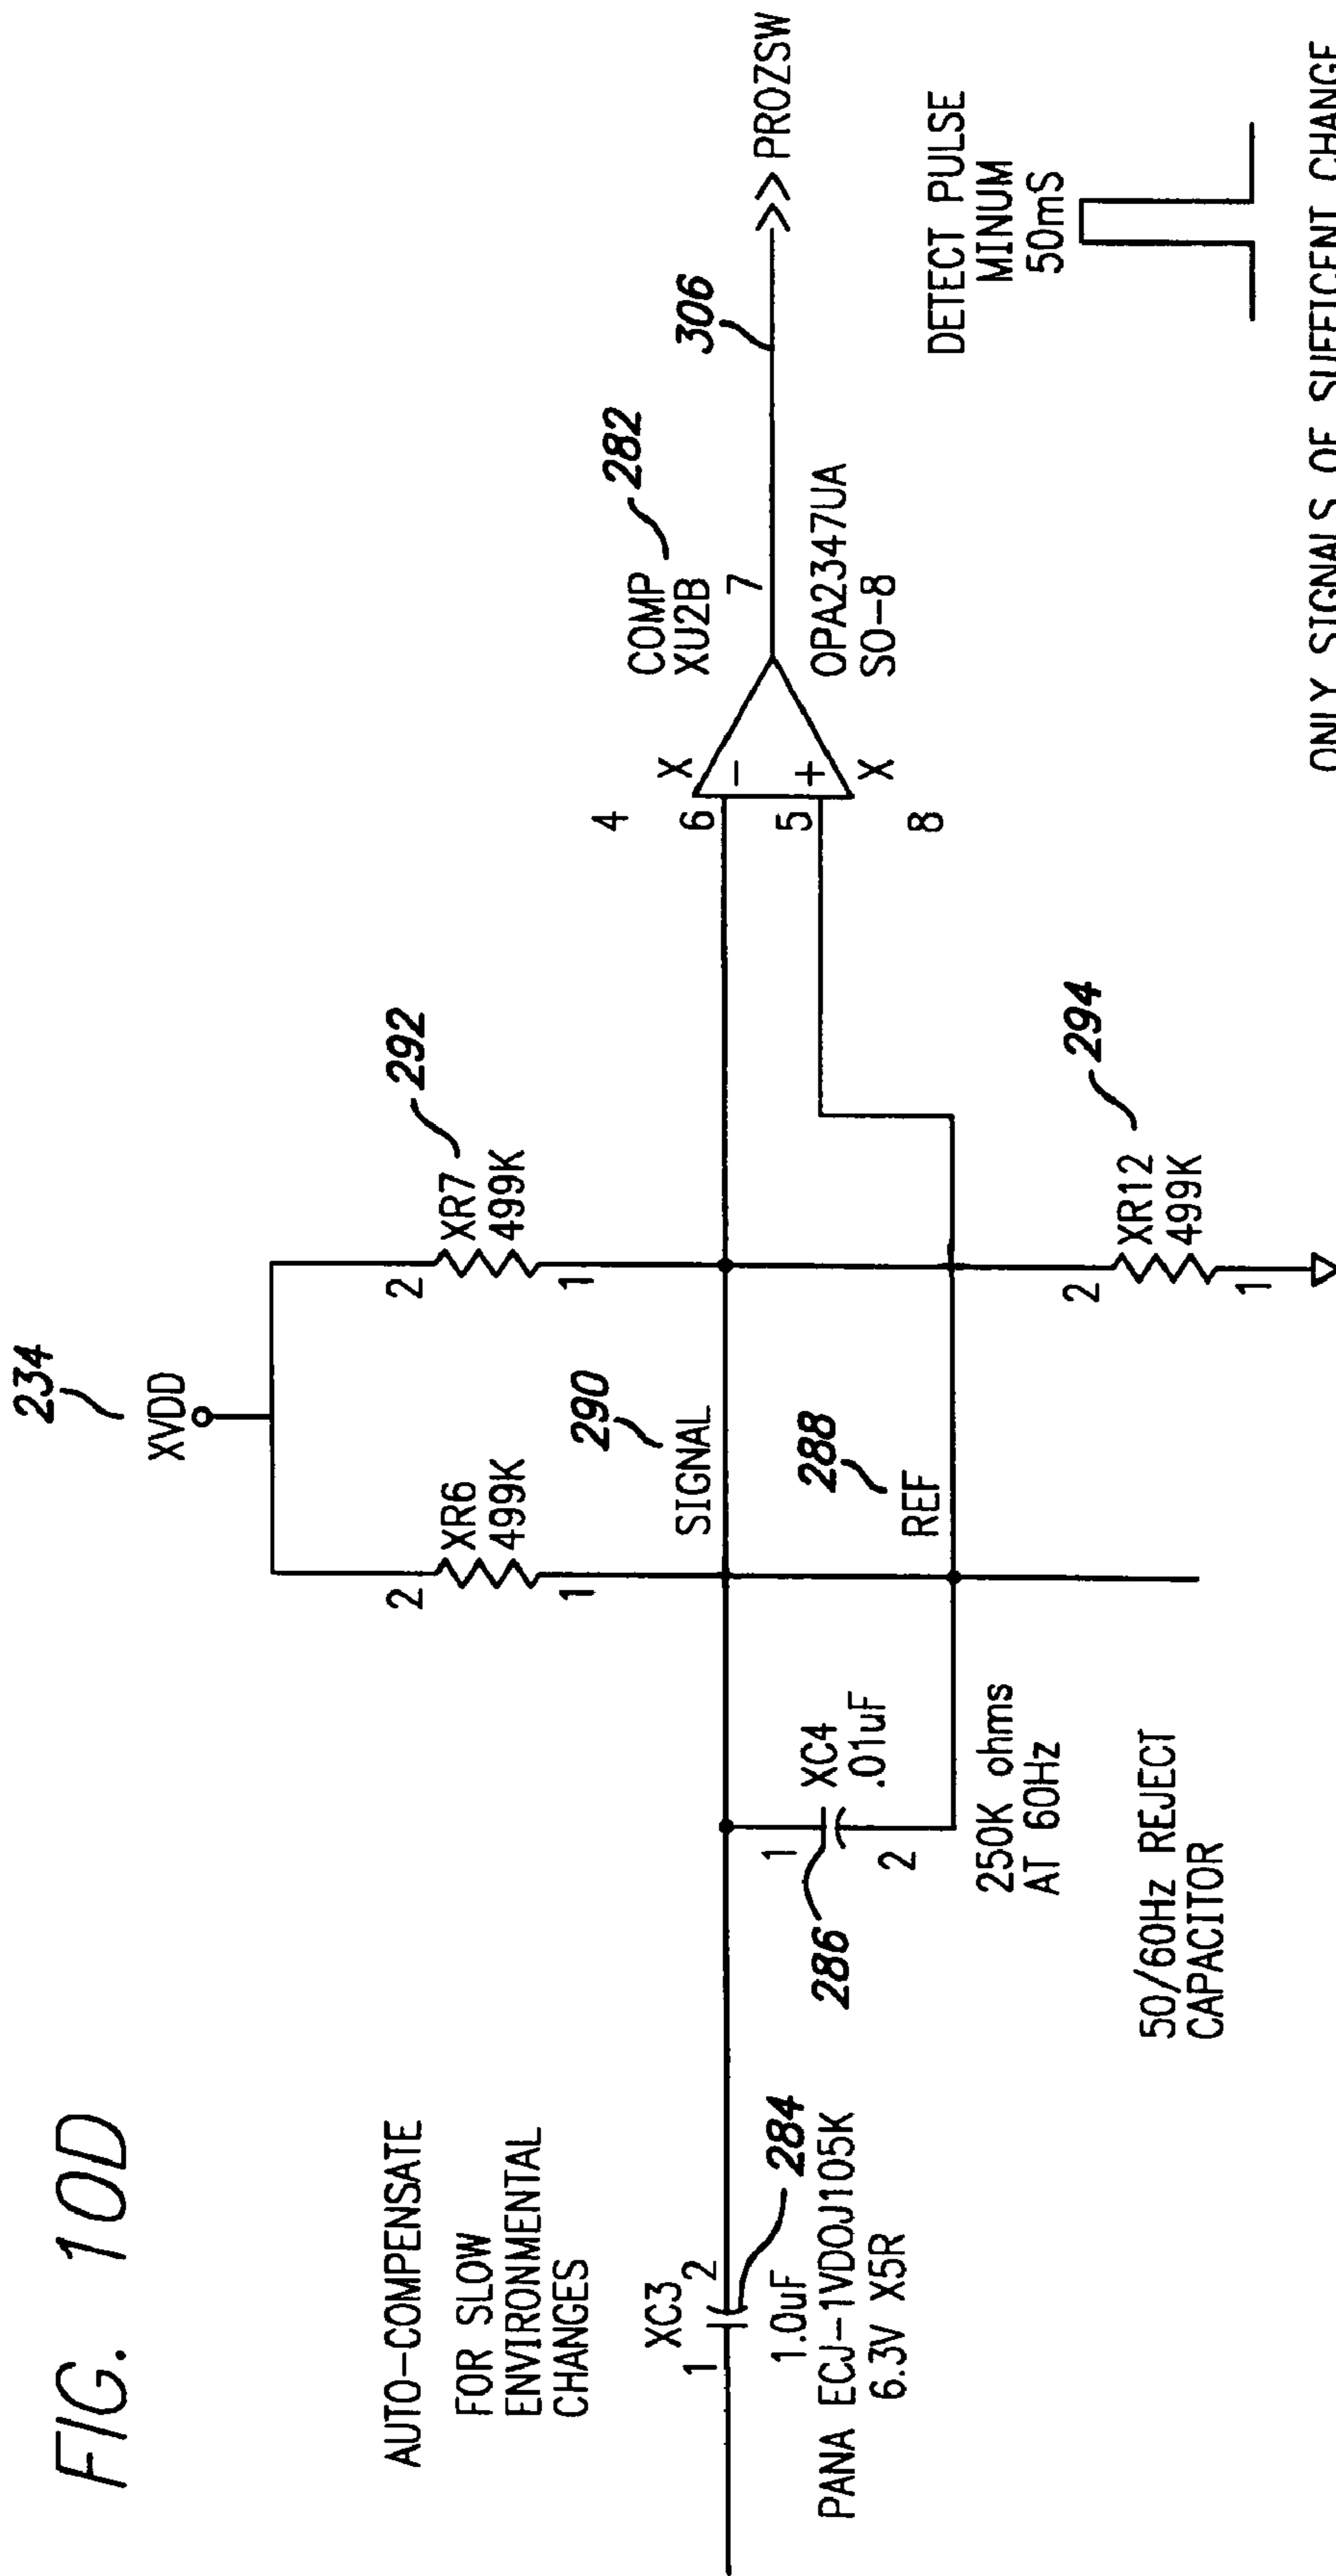 FIG. 10D
AUTO-COMPENSATE
FOR SLOW
ENVIRONMENTAL
CHANGES
234
XVDD
2
XR6
499K
1
2
XR7
499K
1
292
290
SIGNAL
288
REF
XC3
1
2
284
1.0uF
PANA ECJ-1VD0J105K
6.3V X5R
1
XC4
.01uF
2
286
250K ohms
AT 60Hz
50/60Hz REJECT
CAPACITOR
294
2
XR12
499K
1
COMP
XU2B
282
4
X
6
-
7
5
+
X
8
OPA2347UA
SO-8
306
PROZSW
DETECT PULSE
MINUM
50mS
ONLY SIGNALS OF SUFFICENT CHANGE